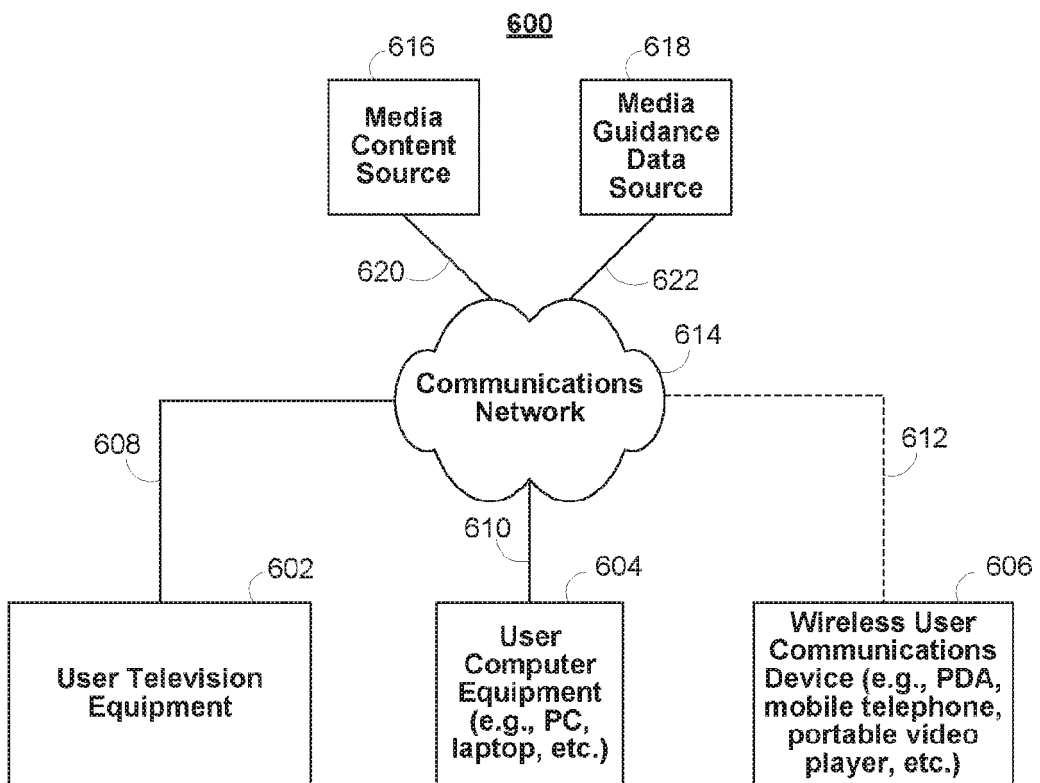 600
616
618
Media
Content
Source
Media
Guidance
Data
Source
620
622
614
Communications
Network
608
612
610
602
604
606
User Television
Equipment
User
Computer
Equipment
(e.g., PC,
laptop, etc.)
Wireless User
Communications
Device (e.g., PDA,
mobile telephone,
portable video
player, etc.)